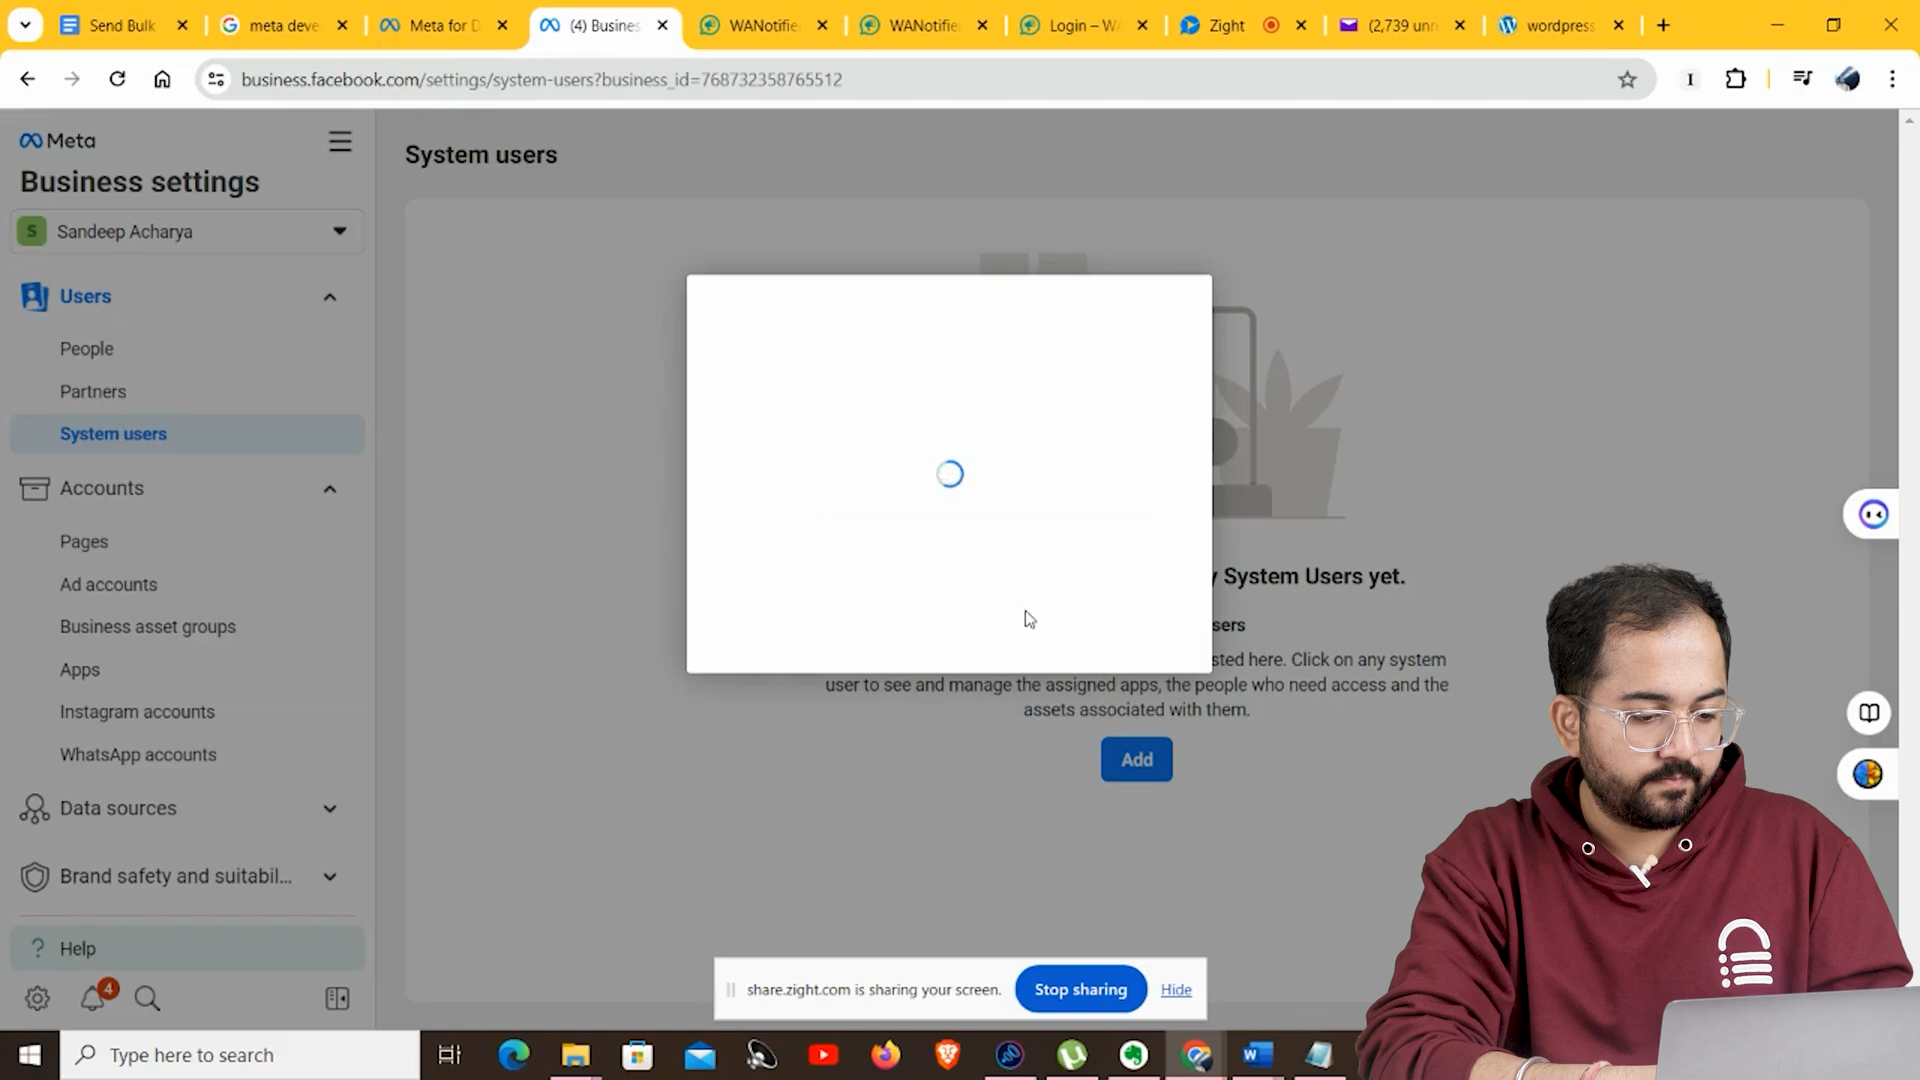 Send Bulk
meta deve
Meta for D
(4) Busines
WANotifie
WANotifie
Login – W
Zight
(2,739 unr
wordpress
business.facebook.com/settings/system-users?business_id=768732358765512
Meta
Business settings
S
Sandeep Acharya
Users
People
Partners
System users
Accounts
Pages
Ad accounts
Business asset groups
Apps
Instagram accounts
WhatsApp accounts
Data sources
Brand safety and suitabil...
Help
4
System users
System Users yet.
sted here. Click on any system
user to see and manage the assigned apps, the people who need access and the
assets associated with them.
Add
share.zight.com is sharing your screen.
Stop sharing
Hide
Type here to search